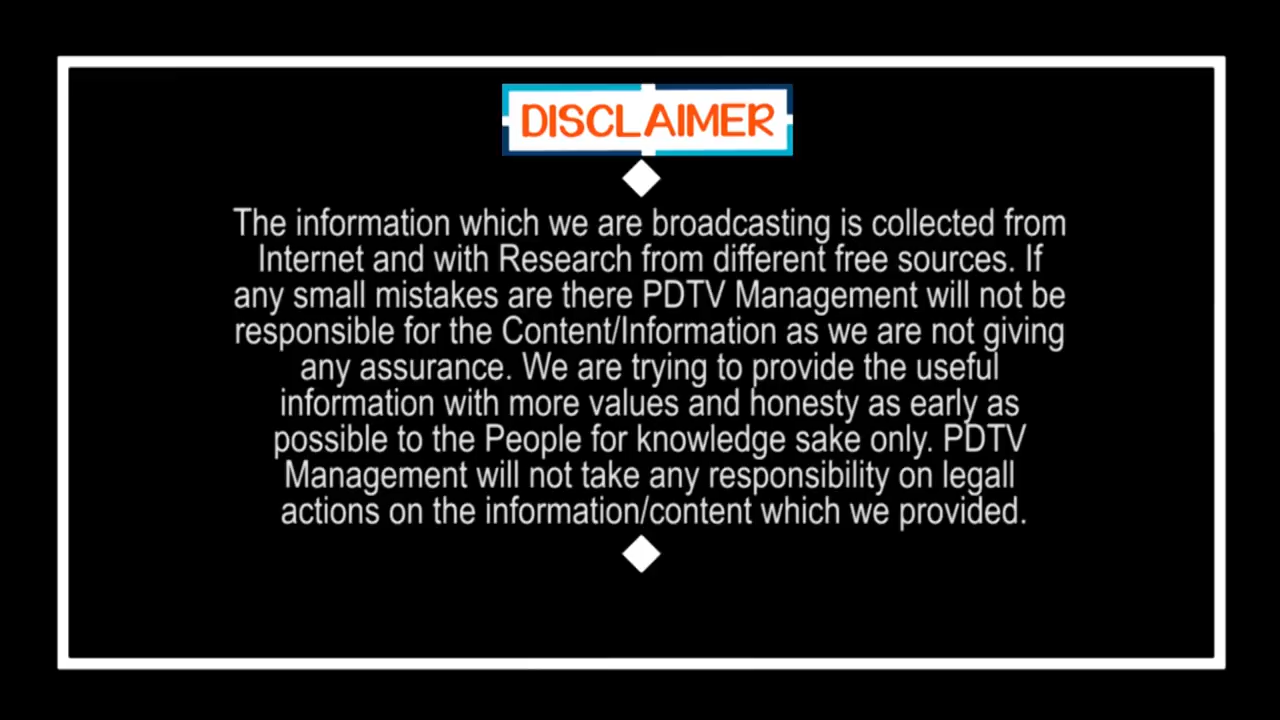 DISCLAIMER
The information which we are broadcasting is collected from
Internet and with Research from different free sources. If
any small mistakes are there PDTV Management will not be
responsible for the Content/Information as we are not giving
any assurance. We are trying to provide the useful
information with more values and honesty as early as
possible to the People for knowledge sake only. PDTV
Management will not take any responsibility on legall
actions on the information/content which we provided.